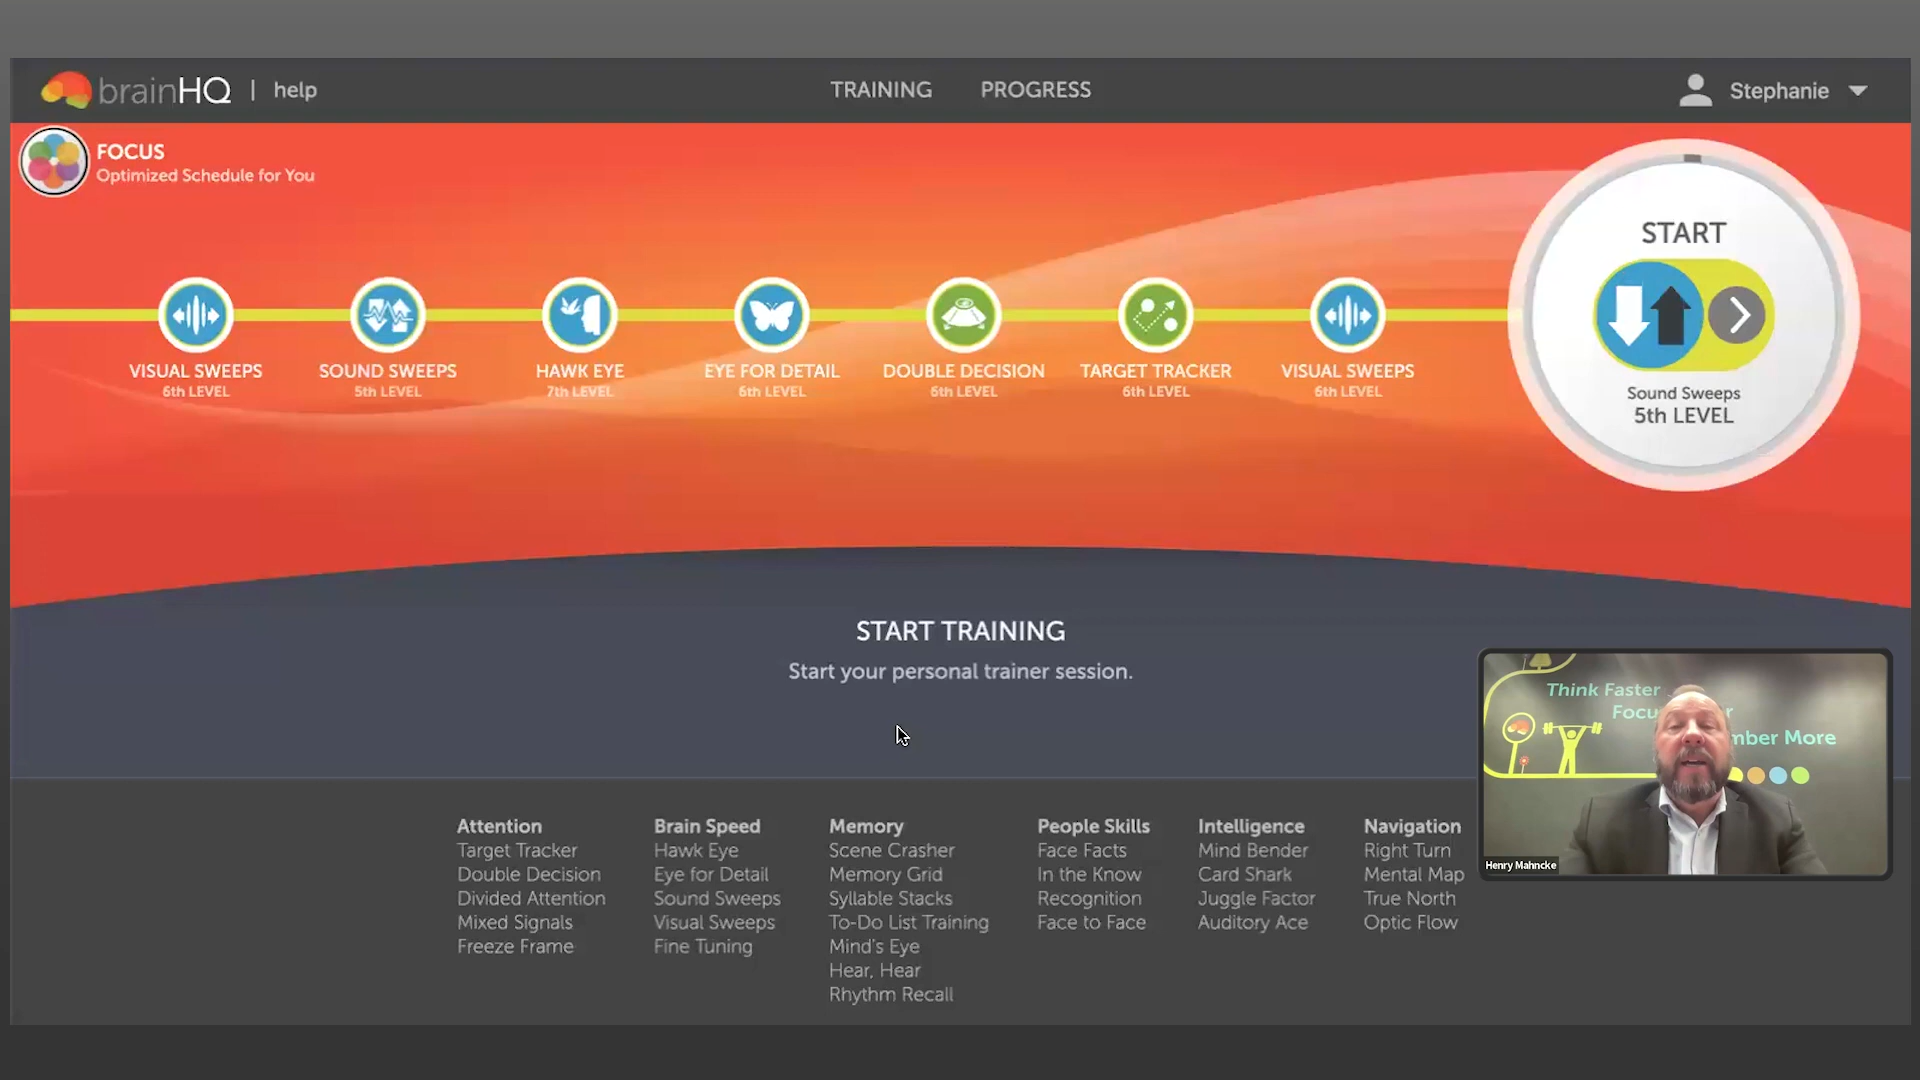 brainHQ | help
TRAINING
PROGRESS
Stephanie
FOCUS
Optimized Schedule for You
VISUAL SWEEPS
6th LEVEL
SOUND SWEEPS
5th LEVEL
HAWK EYE
7th LEVEL
EYE FOR DETAIL
6th LEVEL
DOUBLE DECISION
6th LEVEL
TARGET TRACKER
6th LEVEL
VISUAL SWEEPS
6th LEVEL
START
Sound Sweeps
5th LEVEL
START TRAINING
Start your personal trainer session.
Think Faster
Focu
mber More
Henry Mahncke
Attention
Target Tracker
Double Decision
Divided Attention
Mixed Signals
Freeze Frame
Brain Speed
Hawk Eye
Eye for Detail
Sound Sweeps
Visual Sweeps
Fine Tuning
Memory
Scene Crasher
Memory Grid
Syllable Stacks
To-Do List Training
Mind's Eye
Hear, Hear
Rhythm Recall
People Skills
Face Facts
In the Know
Recognition
Face to Face
Intelligence
Mind Bender
Card Shark
Juggle Factor
Auditory Ace
Navigation
Right Turn
Mental Map
True North
Optic Flow